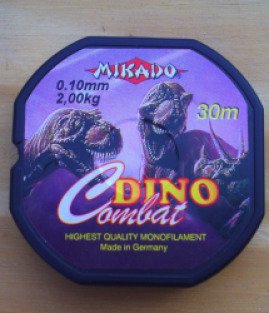 MIKADO
0.10mm
2,00kg
30m
DINO
Combat
HIGHEST QUALITY MONOFILAMENT
Made in Germany